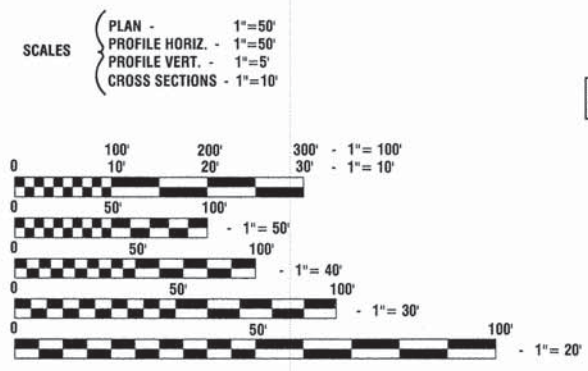 SCALES
PLAN - 1"=50'
PROFILE HORIZ. - 1"=50'
PROFILE VERT. - 1"=5'
CROSS SECTIONS - 1"=10'
100' 200' 300' - 1"= 100'
0 10' 20' 30' - 1"= 10'
0 50' 100'
- 1"= 50'
0 50' 100'
- 1"= 40'
0 50' 100'
- 1"= 30'
0 50' 100'
- 1"= 20'